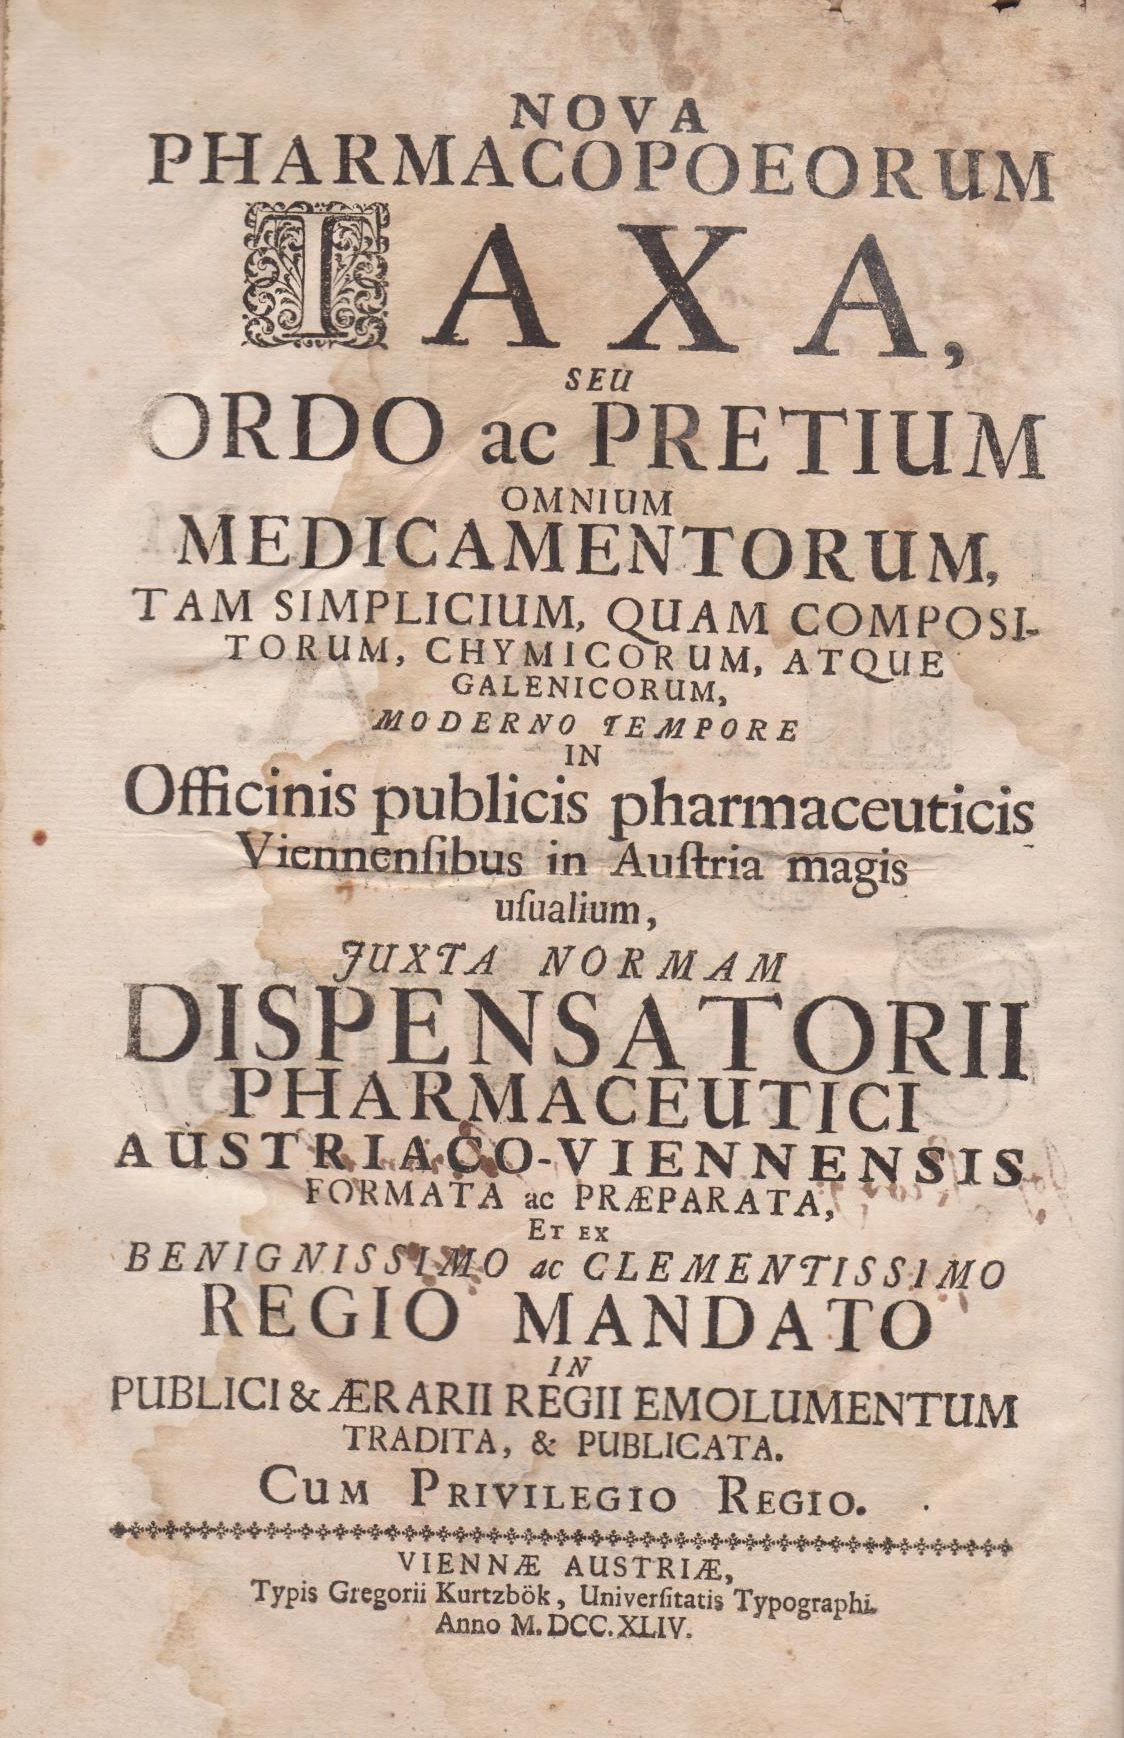 NOVA
PHARMACOPOEORUM
TAXA,
SEU
ORDO ac PRETIUM
OMNIUM
MEDICAMENTORUM,
TAM SIMPLICIUM, QUAM COMPOSI-
TORUM, CHYMICORUM, ATQUE
GALENICORUM,
MODERNO TEMPORE
IN
Officinis publicis pharmaceuticis
Viennenſibus in Auſtria magis
uſualium,
JUXTA NORMAM
DISPENSATORII
PHARMACEUTICI
AUSTRIACO-VIENNENSIS
FORMATA ac PRÆPARATA,
ET EX
BENIGNISSIMO ac CLEMENTISSIMO
REGIO MANDATO
IN
PUBLICI & ÆRARII REGII EMOLUMENTUM
TRADITA, & PUBLICATA.
CUM PRIVILEGIO REGIO.
VIENNÆ AUSTRIÆ,
Typis Gregorii Kurtzbök, Univerſitatis Typographi.
Anno M. DCC. XLIV.